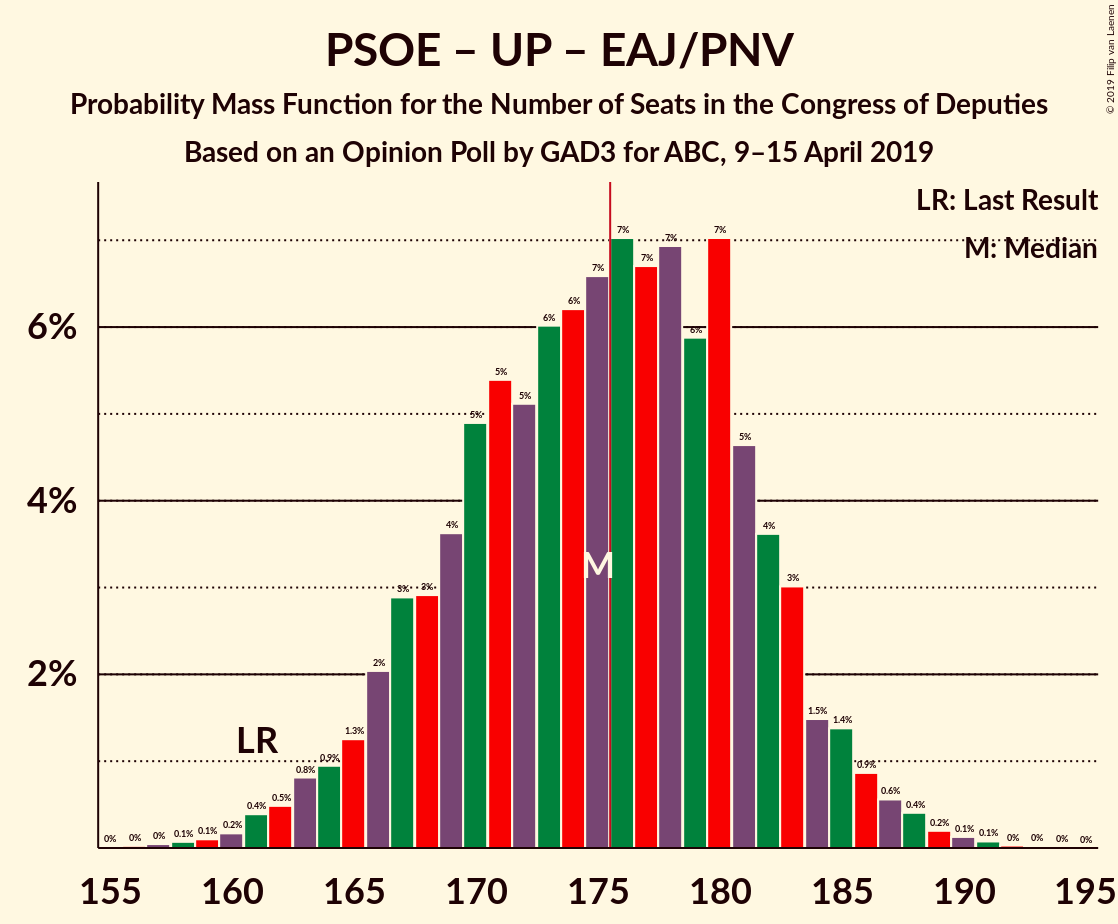 PSOE – UP – EAJ/PNV
Probability Mass Function for the Number of Seats in the Congress of Deputies
Based on an Opinion Poll by GAD3 for ABC, 9–15 April 2019
© 2019 Filip van Laenen
LR: Last Result
M: Median
6%
4%
2%
0% 0% 0% 0.1% 0.1% 0.2% 0.4% 0.5% 0.8% 0.9% 1.3% 2% 3% 3% 4% 5% 5% 5% 6% 6% 7% 7% 7% 7% 6% 7% 5% 4% 3% 1.5% 1.4% 0.9% 0.6% 0.4% 0.2% 0.1% 0.1% 0% 0% 0% 0%
LR
M
155 160 165 170 175 180 185 190 195